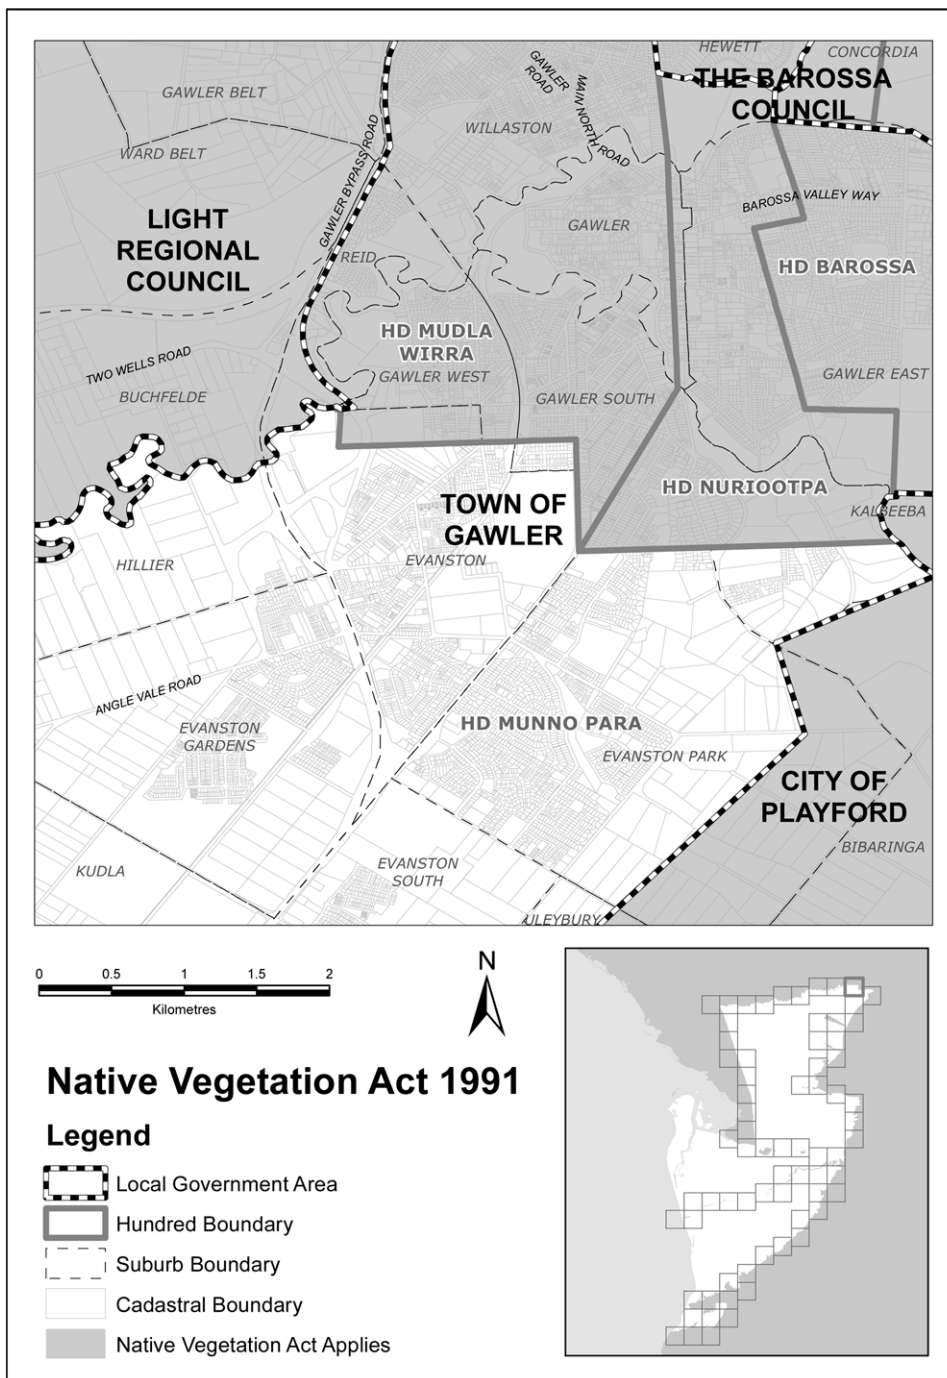 HEWETT
CONCORDIA
THE BAROSSA
COUNCIL
GAWLER
ROAD
MAIN NORTH ROAD
GAWLER BELT
WILLASTON
WARD BELT
GAWLER BYPASS ROAD
BAROSSA VALLEY WAY
LIGHT
REGIONAL
COUNCIL
GAWLER
REID
HD BAROSSA
HD MUDLA
WIRRA
TWO WELLS ROAD
GAWLER WEST
GAWLER EAST
BUCHFELDE
GAWLER SOUTH
HD NURIOOTPA
TOWN OF
GAWLER
KALBEEBA
HILLIER
EVANSTON
ANGLE VALE ROAD
EVANSTON
GARDENS
HD MUNNO PARA
EVANSTON PARK
CITY OF
PLAYFORD
BIBARINGA
KUDLA
EVANSTON
SOUTH
ULEYBURY
0 0.5 1 1.5 2
Kilometres
N
Native Vegetation Act 1991
Legend
Local Government Area
Hundred Boundary
Suburb Boundary
Cadastral Boundary
Native Vegetation Act Applies